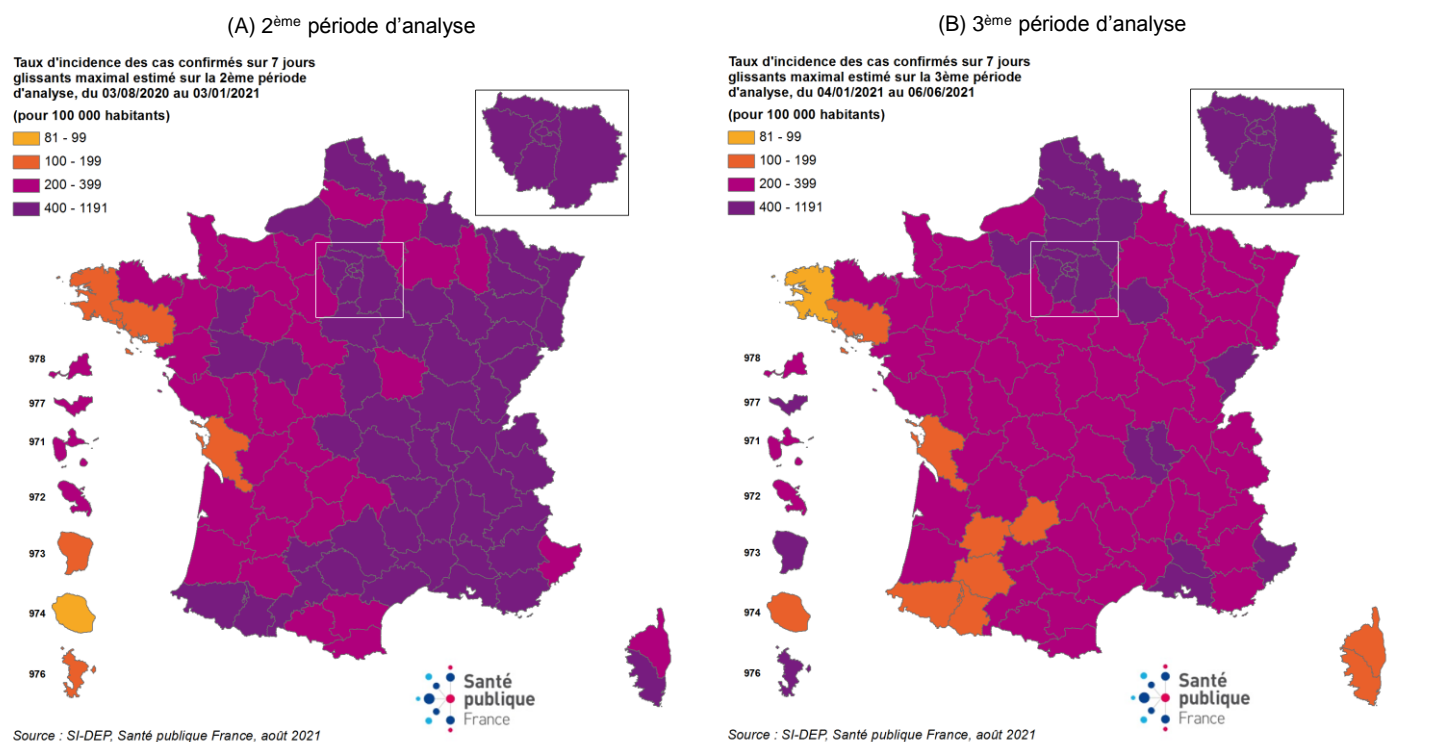 (A) 2ème période d'analyse
Taux d'incidence des cas confirmés sur 7 jours
glissants maximal estimé sur la 2ème période
d'analyse, du 03/08/2020 au 03/01/2021
(pour 100 000 habitants)
81 - 99
100 - 199
200 - 399
400 - 1191
978
977
971
972
973
974
976
Santé
publique
France
Source : SI-DEP, Santé publique France, août 2021
(B) 3ème période d'analyse
Taux d'incidence des cas confirmés sur 7 jours
glissants maximal estimé sur la 3ème période
d'analyse, du 04/01/2021 au 06/06/2021
(pour 100 000 habitants)
81 - 99
100 - 199
200 - 399
400 - 1191
978
977
971
972
973
974
976
Santé
publique
France
Source : SI-DEP, Santé publique France, août 2021